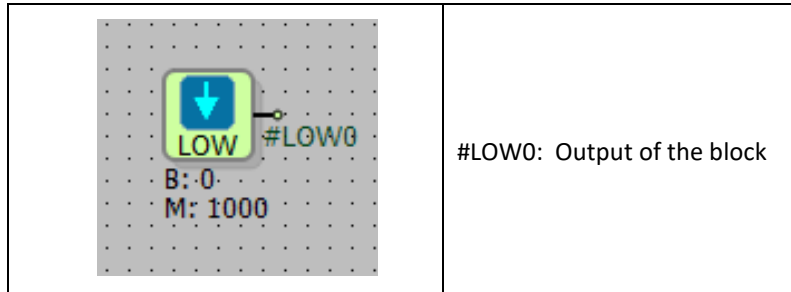 LOW
#LOW0
B: 0
M: 1000
#LOW0: Output of the block